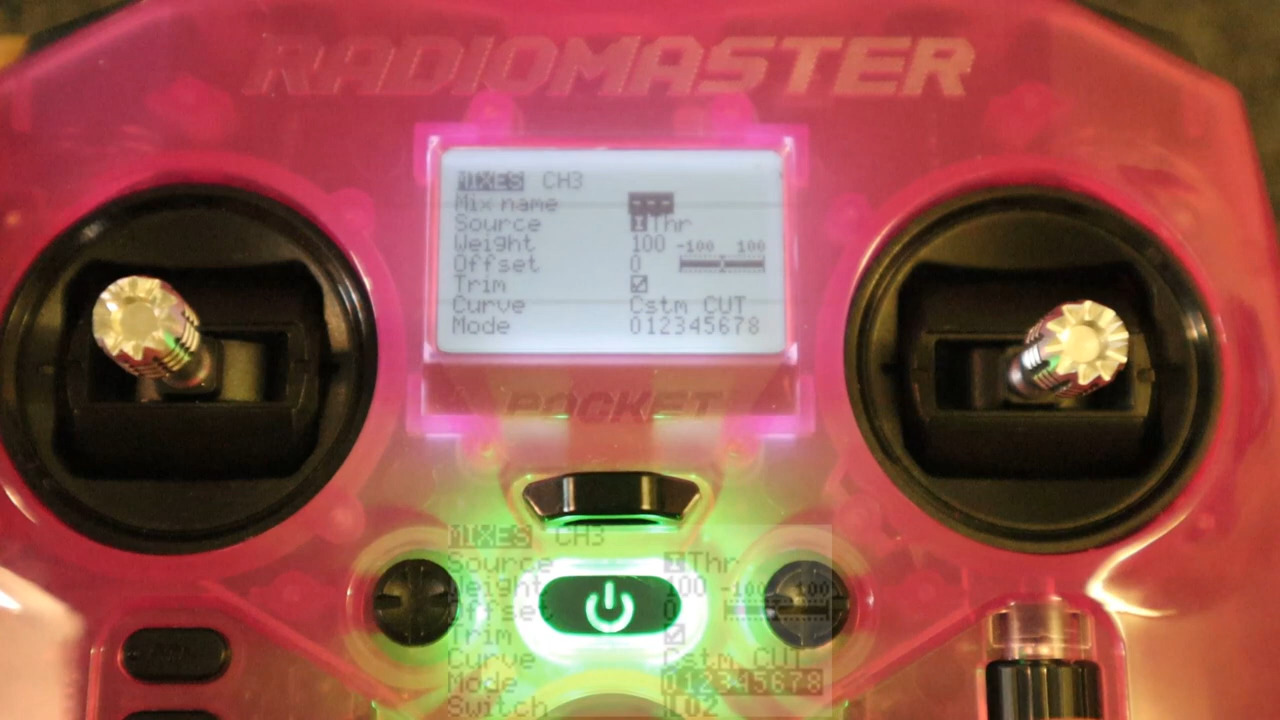 RADIOMASTER
MIXES CH3
Mix name ---
Source I Thr
Weight 100 -100 100
Offset 0
Trim
Curve Cstm CUT
Mode 012345678
POCKET
MIXES CH3
Source I Thr
Weight 100 -100 100
Offset 0
Trim
Curve Cstm CUT
Mode 012345678
Switch L02